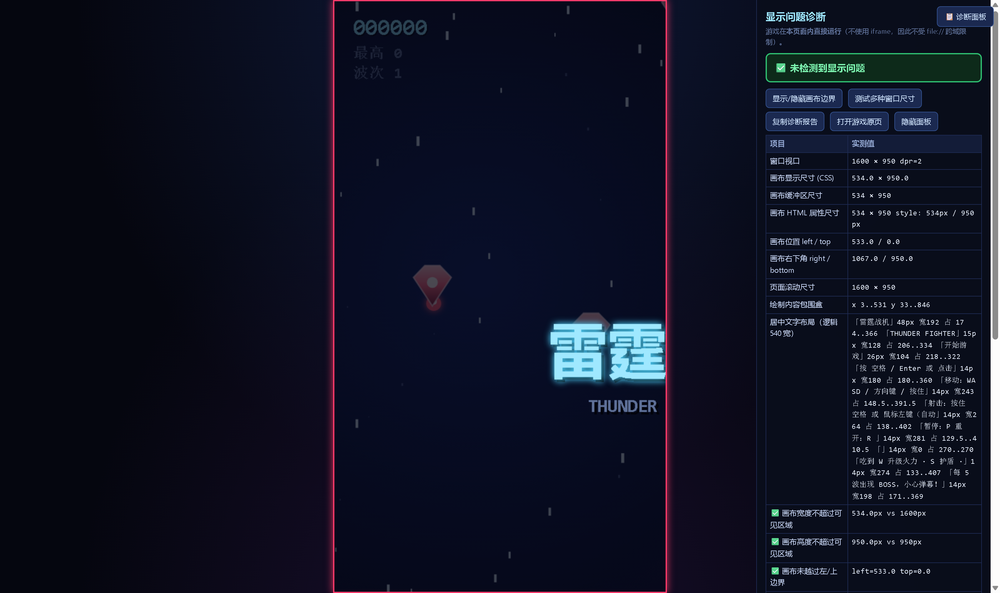 000000
最高 0
波次 1
雷霆
THUNDER
显示问题诊断
📋 诊断面板
游戏在本页面内直接运行（不使用 iframe，因此不受 file:// 跨域限
制）。
✅ 未检测到显示问题
显示/隐藏画布边界
测试多种窗口尺寸
复制诊断报告
打开游戏原页
隐藏面板
项目
实测值
窗口视口
1600 × 950 dpr=2
画布显示尺寸 (CSS)
534.0 × 950.0
画布缓冲区尺寸
534 × 950
画布 HTML 属性尺寸
534 × 950 style: 534px / 950
px
画布位置 left / top
533.0 / 0.0
画布右下角 right /
bottom
1067.0 / 950.0
页面滚动尺寸
1600 × 950
绘制内容包围盒
x 3..531 y 33..846
居中文字布局（逻辑
540 宽）
「雷霆战机」48px 宽192 占 17
4..366 「THUNDER FIGHTER」15p
x 宽128 占 206..334 「开始游
戏」26px 宽104 占 218..322
「按 空格 / Enter 或 点击」14p
x 宽180 占 180..360 「移动: WA
SD / 方向键 / 按住」14px 宽243
占 148.5..391.5 「射击: 按住
空格 或 鼠标左键（自动」14px 宽2
64 占 138..402 「暂停: P 重
开: R 」14px 宽281 占 129.5..4
10.5 「」14px 宽0 占 270..270
「吃到 W 升级火力 · S 护盾 ·」1
4px 宽274 占 133..407 「每 5
波出现 BOSS，小心弹幕！」14px
宽198 占 171..369
✅ 画布宽度不超过可
见区域
534.0px vs 1600px
✅ 画布高度不超过可
见区域
950.0px vs 950px
✅ 画布未越过左/上
边界
left=533.0 top=0.0